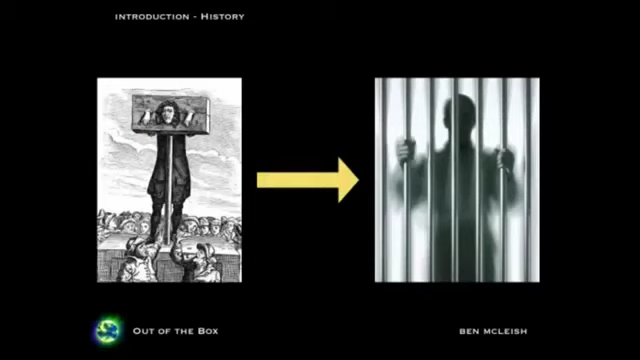 INTRODUCTION - HISTORY
OUT OF THE BOX
BEN MCLEISH